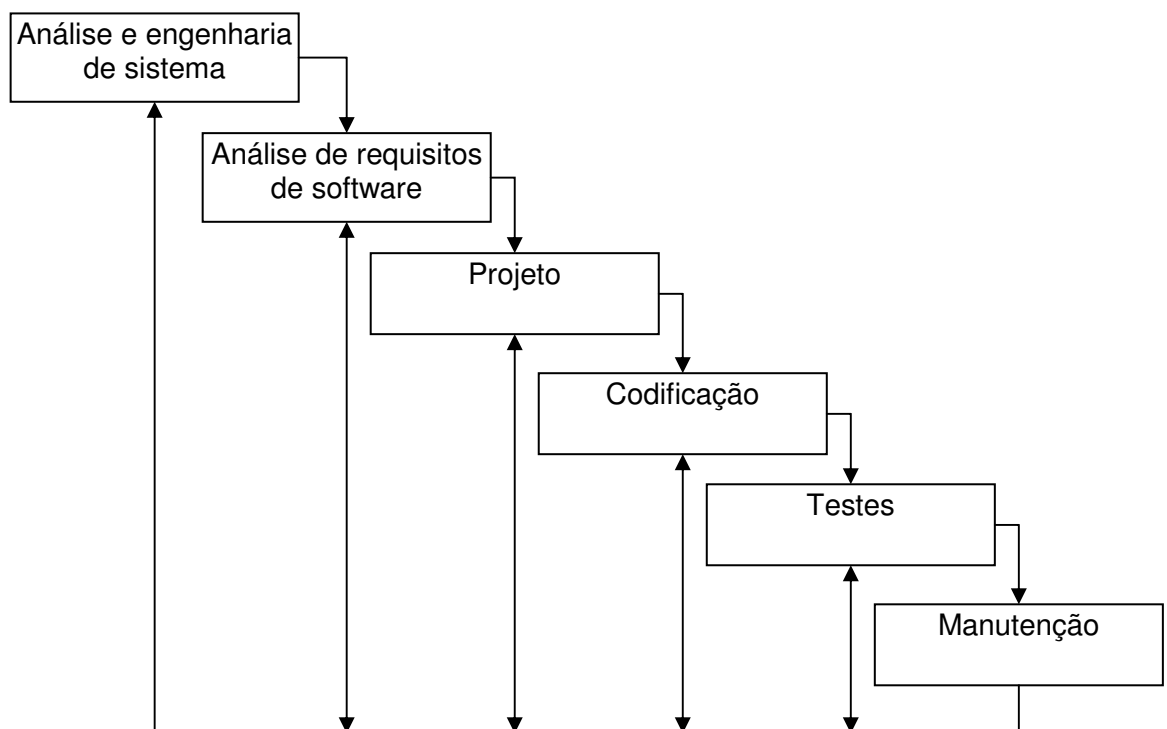 Análise e engenharia
de sistema
Análise de requisitos
de software
Projeto
Codificação
Testes
Manutenção